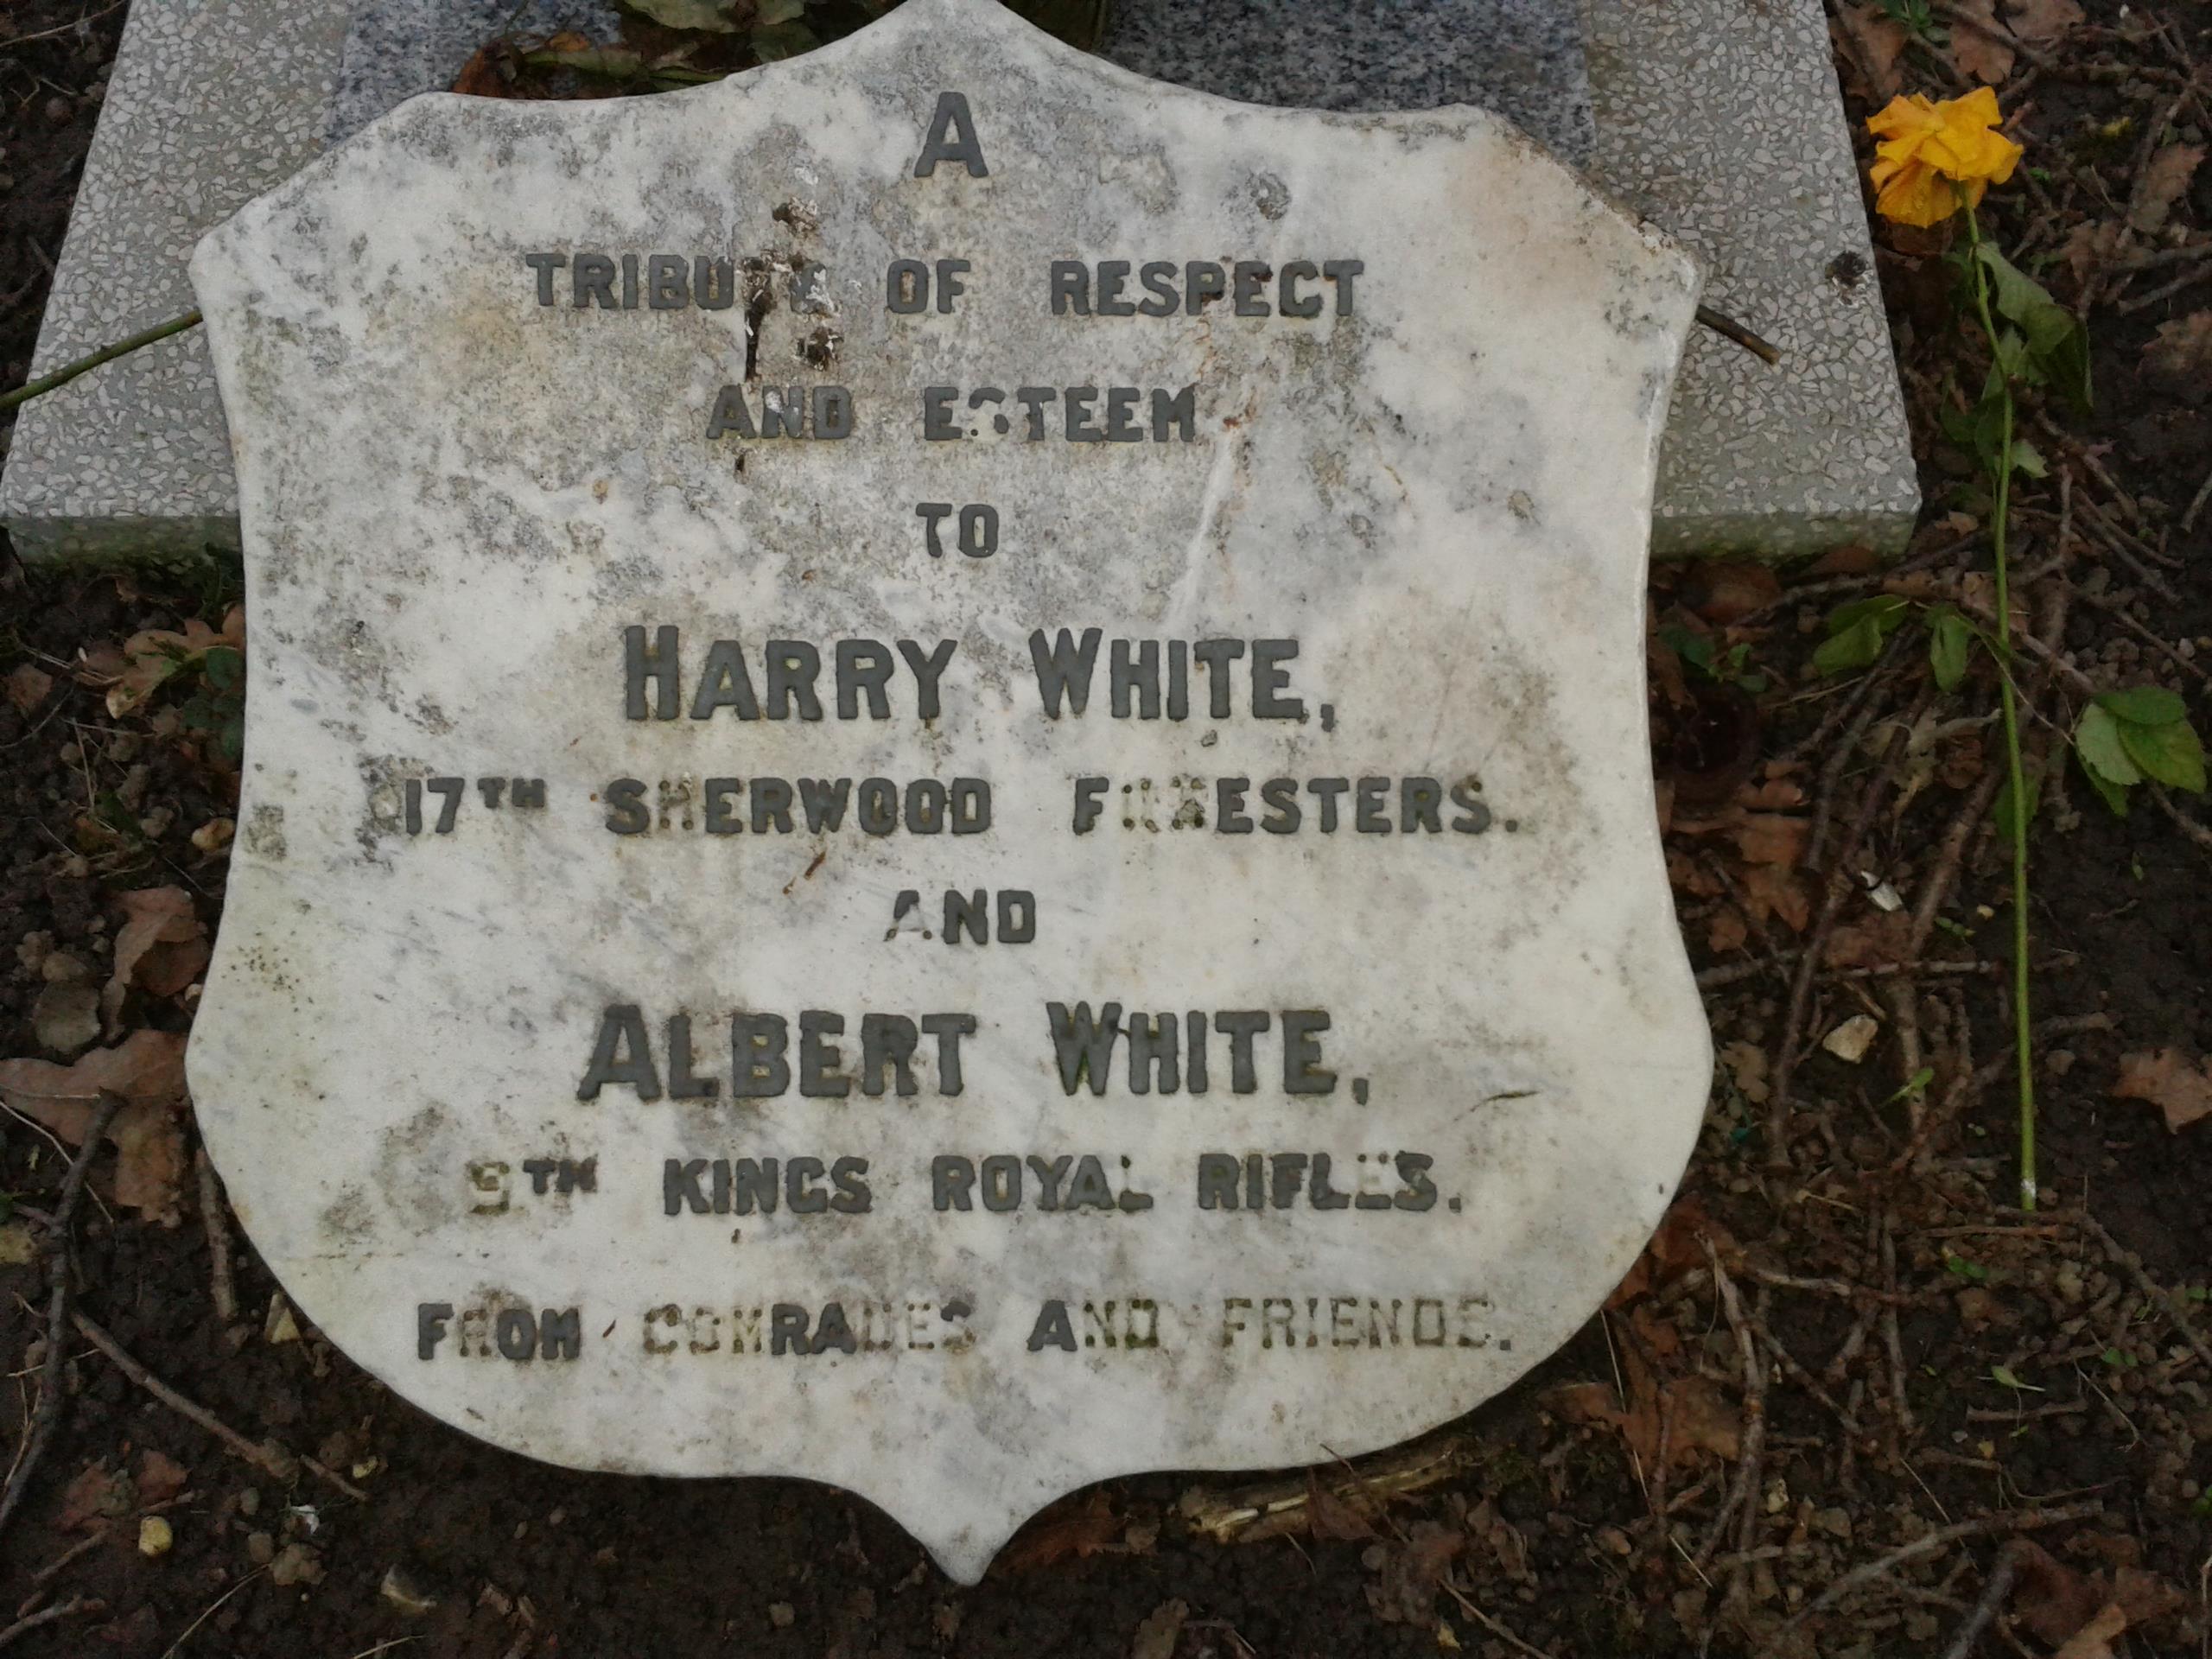 A
TRIBUTE OF RESPECT
AND ESTEEM
TO
HARRY WHITE,
17TH SHERWOOD FORESTERS.
AND
ALBERT WHITE,
9TH KINGS ROYAL RIFLES.
FROM COMRADES AND FRIENDS.